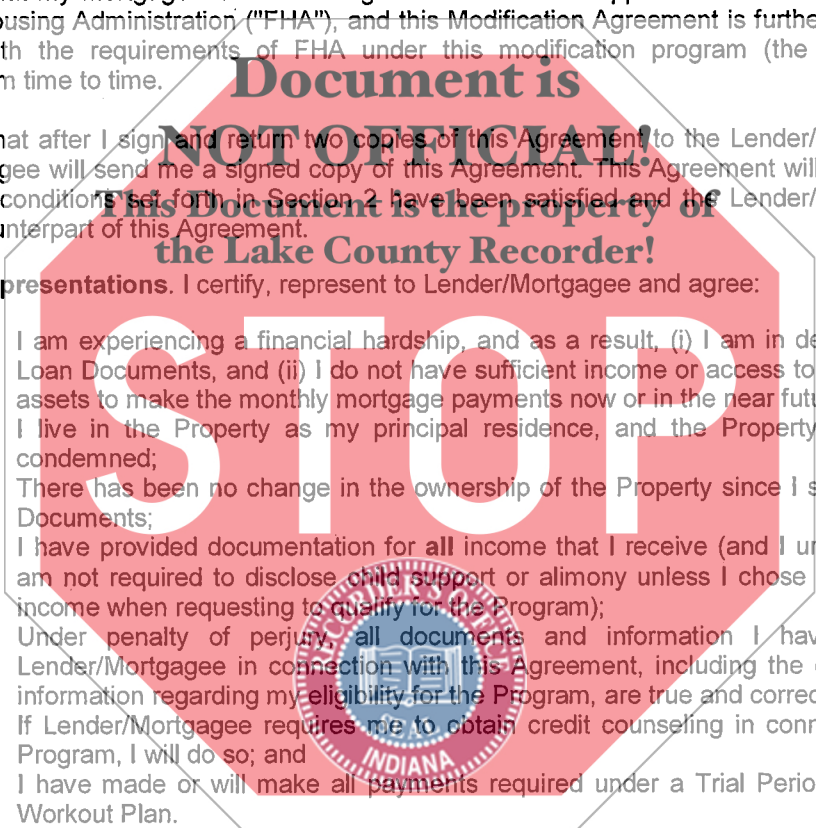 ousing Administration ("FHA"), and this Modification Agreement is further
th the requirements of FHA under this modification program (the
m time to time.
Document is
NOT OFFICIAL!
This Document is the property of
the Lake County Recorder!
hat after I sign and return two copies of this Agreement to the Lender/
gee will send me a signed copy of this Agreement. This Agreement will
conditions set forth in Section 2 have been satisfied and the Lender/
unterpart of this Agreement.
presentations. I certify, represent to Lender/Mortgagee and agree:
STOP
I am experiencing a financial hardship, and as a result, (i) I am in de
Loan Documents, and (ii) I do not have sufficient income or access to
assets to make the monthly mortgage payments now or in the near futu
I live in the Property as my principal residence, and the Property
condemned;
There has been no change in the ownership of the Property since I s
Documents;
I have provided documentation for all income that I receive (and I un
am not required to disclose child support or alimony unless I chose
income when requesting to qualify for the Program);
Under penalty of perjury, all documents and information I hav
Lender/Mortgagee in connection with this Agreement, including the
information regarding my eligibility for the Program, are true and correc
If Lender/Mortgagee requires me to obtain credit counseling in conn
Program, I will do so; and
I have made or will make all payments required under a Trial Perio
Workout Plan.
RECORDER'S OFFICE
INDIANA